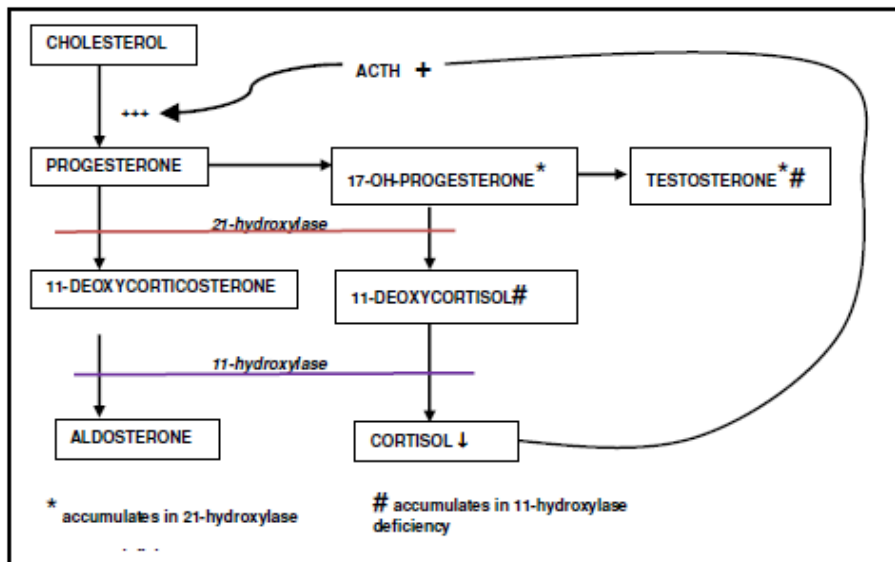 CHOLESTEROL
ACTH +
+++
PROGESTERONE
17-OH-PROGESTERONE*
TESTOSTERONE*#
21-hydroxylase
11-DEOXYCORTICOSTERONE
11-DEOXYCORTISOL#
11-hydroxylase
ALDOSTERONE
CORTISOL ↓
* accumulates in 21-hydroxylase
# accumulates in 11-hydroxylase
deficiency